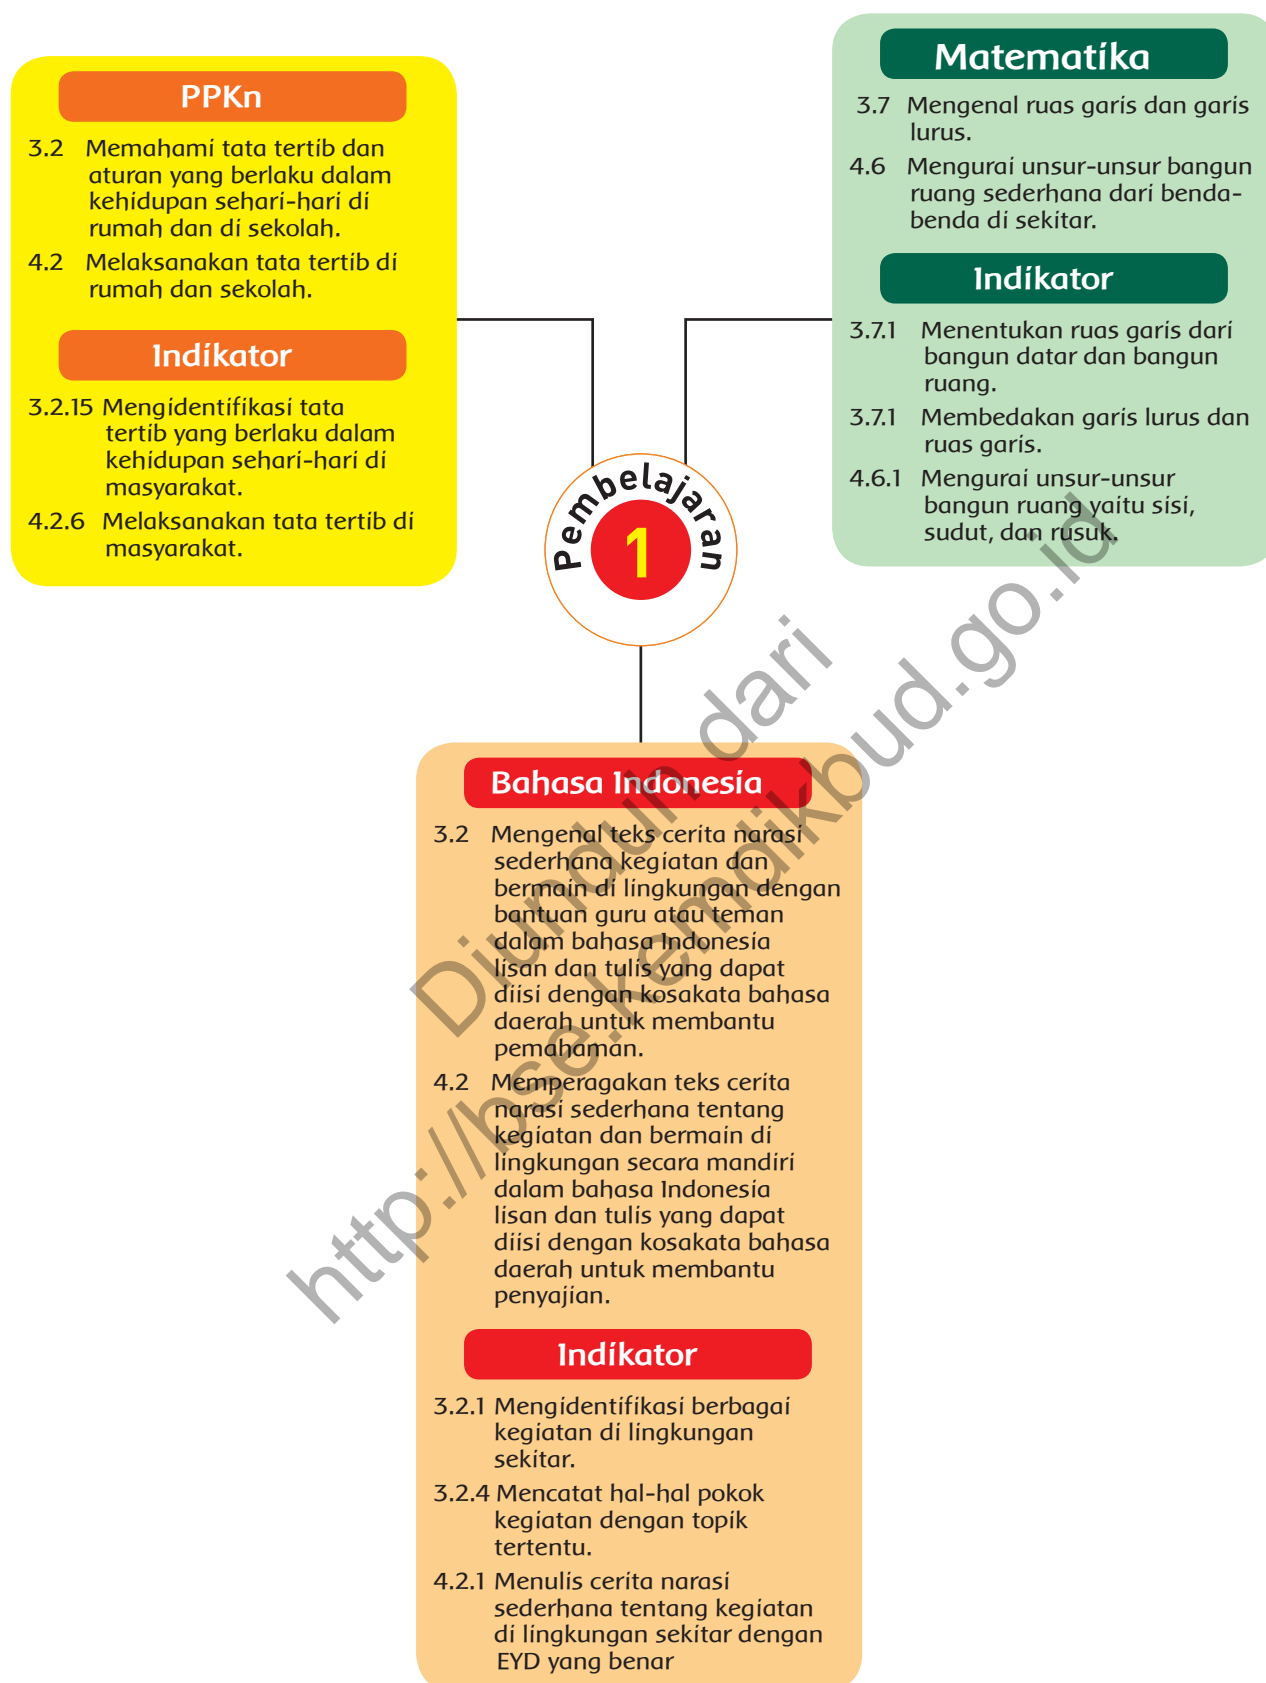 PPKn
3.2 Memahami tata tertib dan
aturan yang berlaku dalam
kehidupan sehari-hari di
rumah dan di sekolah.
4.2 Melaksanakan tata tertib di
rumah dan sekolah.
Indikator
3.2.15 Mengidentifikasi tata
tertib yang berlaku dalam
kehidupan sehari-hari di
masyarakat.
4.2.6 Melaksanakan tata tertib di
masyarakat.
Matematika
3.7 Mengenal ruas garis dan garis
lurus.
4.6 Mengurai unsur-unsur bangun
ruang sederhana dari benda-
benda di sekitar.
Indikator
3.7.1 Menentukan ruas garis dari
bangun datar dan bangun
ruang.
3.7.1 Membedakan garis lurus dan
ruas garis.
4.6.1 Mengurai unsur-unsur
bangun ruang yaitu sisi,
sudut, dan rusuk.
Pembelajaran
1
Bahasa Indonesia
3.2 Mengenal teks cerita narasi
sederhana kegiatan dan
bermain di lingkungan dengan
bantuan guru atau teman
dalam bahasa Indonesia
lisan dan tulis yang dapat
diisi dengan kosakata bahasa
daerah untuk membantu
pemahaman.
4.2 Memperagakan teks cerita
narasi sederhana tentang
kegiatan dan bermain di
lingkungan secara mandiri
dalam bahasa Indonesia
lisan dan tulis yang dapat
diisi dengan kosakata bahasa
daerah untuk membantu
penyajian.
Indikator
3.2.1 Mengidentifikasi berbagai
kegiatan di lingkungan
sekitar.
3.2.4 Mencatat hal-hal pokok
kegiatan dengan topik
tertentu.
4.2.1 Menulis cerita narasi
sederhana tentang kegiatan
di lingkungan sekitar dengan
EYD yang benar
Diunduh dari
http://bse.kemdikbud.go.id